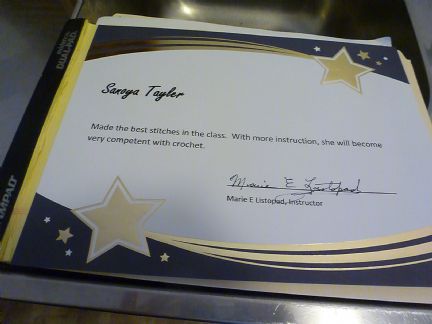 Sanoya Tayler
Made the best stitches in the class. With more instruction, she will become
very competent with crochet.
Marie E Listopad
Marie E Listopad, Instructor
AMPAD